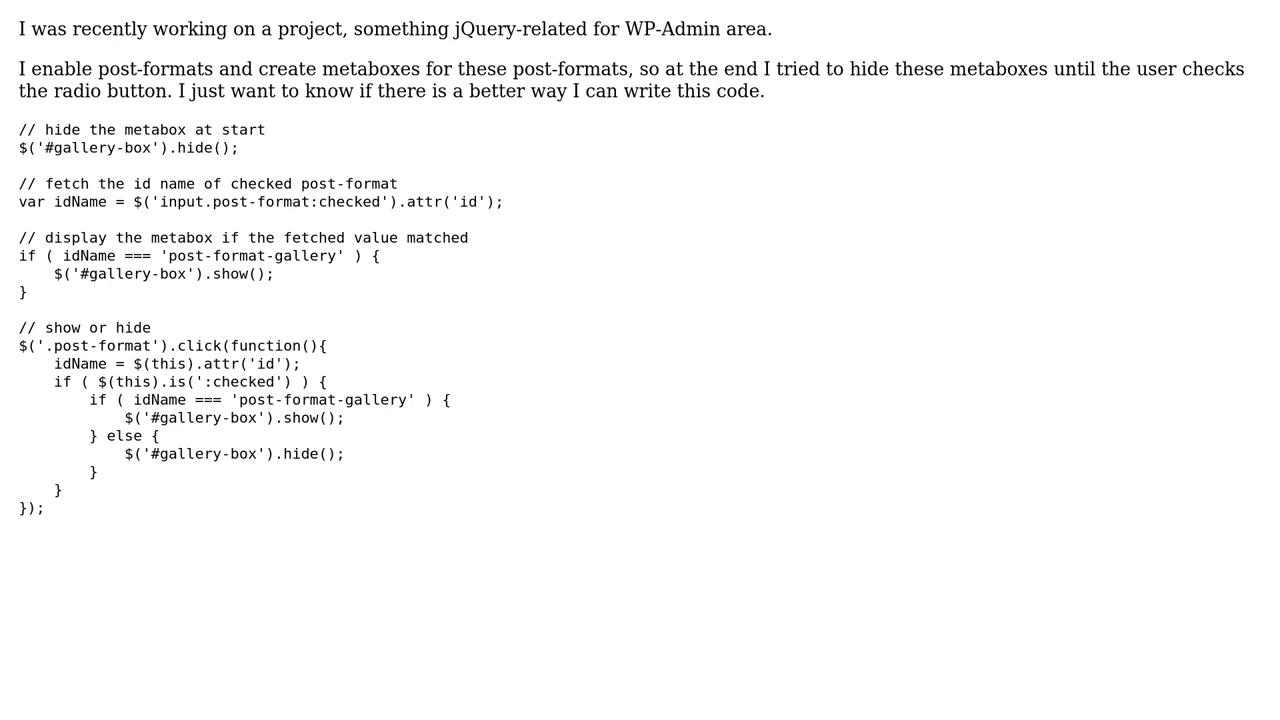 I was recently working on a project, something jQuery-related for WP-Admin area.
I enable post-formats and create metaboxes for these post-formats, so at the end I tried to hide these metaboxes until the user checks
the radio button. I just want to know if there is a better way I can write this code.
// hide the metabox at start
$('#gallery-box').hide();
// fetch the id name of checked post-format
var idName = $('input.post-format:checked').attr('id');
// display the metabox if the fetched value matched
if ( idName === 'post-format-gallery' ) {
    $('#gallery-box').show();
}
// show or hide
$('.post-format').click(function(){
    idName = $(this).attr('id');
    if ( $(this).is(':checked') ) {
        if ( idName === 'post-format-gallery' ) {
            $('#gallery-box').show();
        } else {
            $('#gallery-box').hide();
        }
    }
});